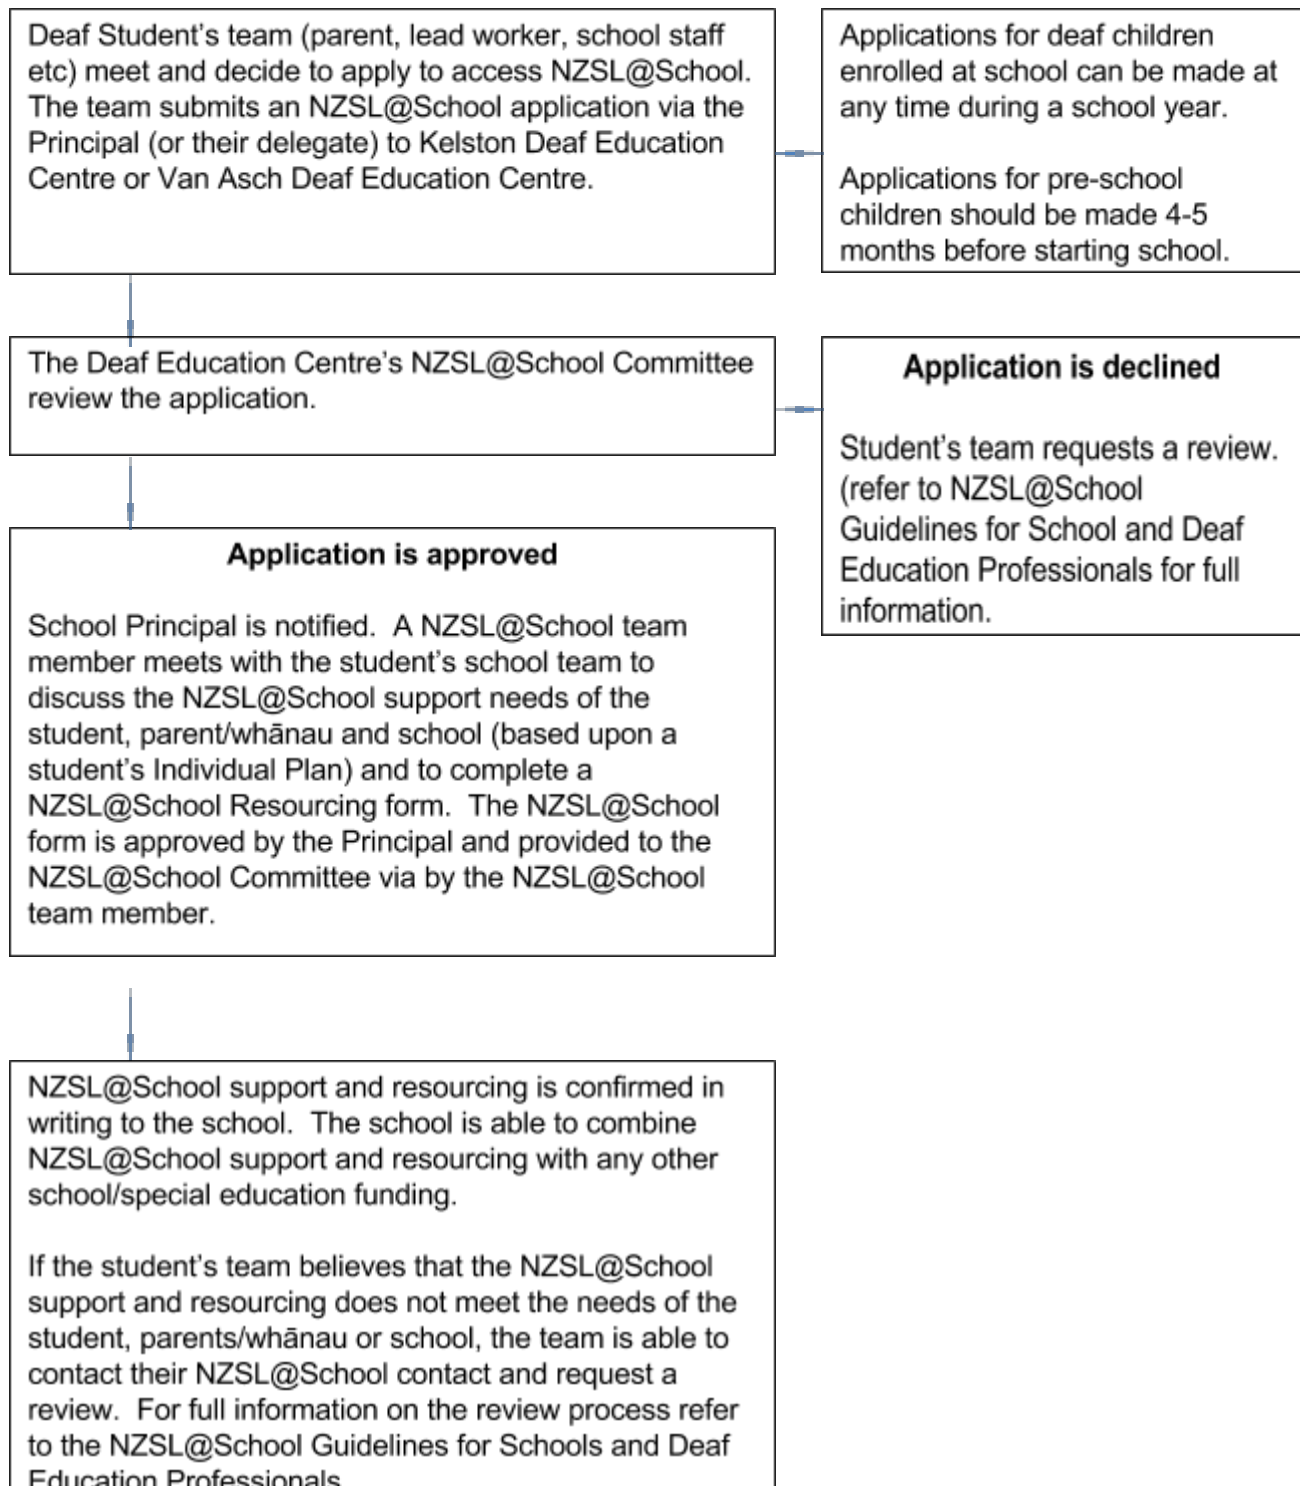 Deaf Student’s team (parent, lead worker, school staff
etc) meet and decide to apply to access NZSL@School.
The team submits an NZSL@School application via the
Principal (or their delegate) to Kelston Deaf Education
Centre or Van Asch Deaf Education Centre.
Applications for deaf children
enrolled at school can be made at
any time during a school year.
Applications for pre-school
children should be made 4-5
months before starting school.
The Deaf Education Centre’s NZSL@School Committee
review the application.
Application is declined
Student’s team requests a review.
(refer to NZSL@School
Guidelines for School and Deaf
Education Professionals for full
information.
Application is approved
School Principal is notified.  A NZSL@School team
member meets with the student’s school team to
discuss the NZSL@School support needs of the
student, parent/whānau and school (based upon a
student’s Individual Plan) and to complete a
NZSL@School Resourcing form.  The NZSL@School
form is approved by the Principal and provided to the
NZSL@School Committee via by the NZSL@School
team member.
NZSL@School support and resourcing is confirmed in
writing to the school.  The school is able to combine
NZSL@School support and resourcing with any other
school/special education funding.
If the student’s team believes that the NZSL@School
support and resourcing does not meet the needs of the
student, parents/whānau or school, the team is able to
contact their NZSL@School contact and request a
review.  For full information on the review process refer
to the NZSL@School Guidelines for Schools and Deaf
Education Professionals